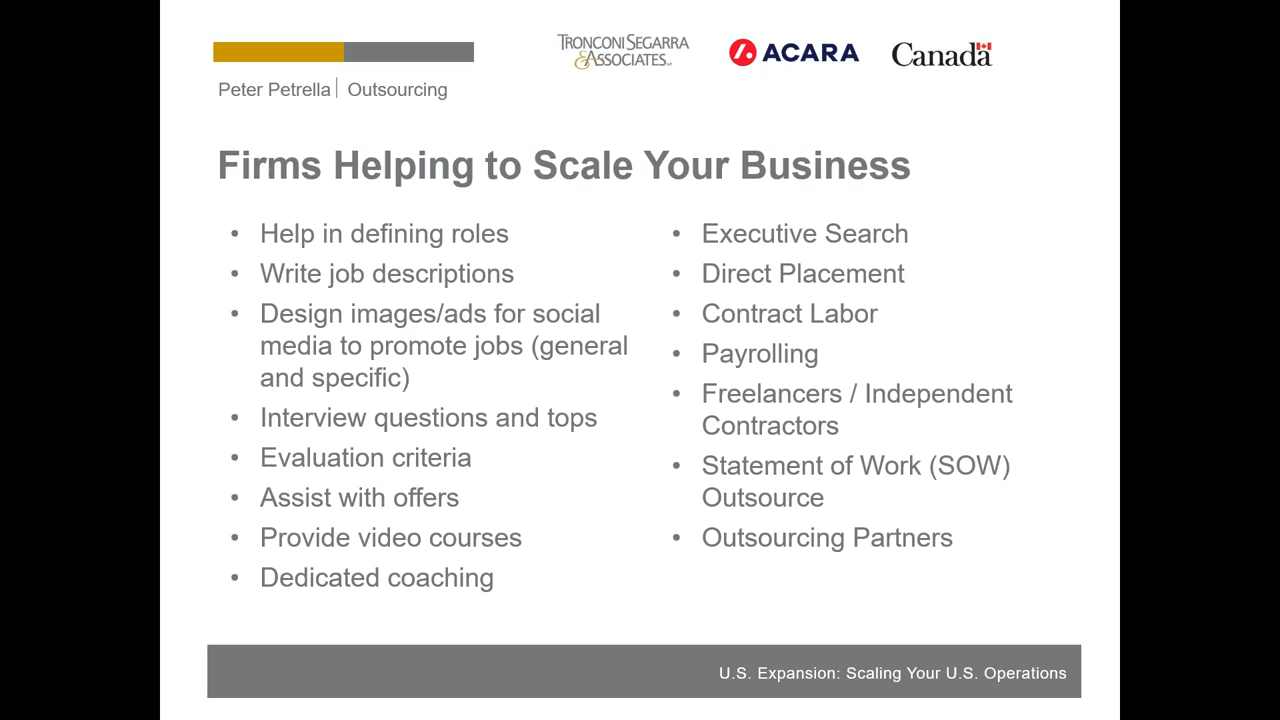 TRONCONI SEGARRA
& ASSOCIATES LLP
ACARA
Canada
Peter Petrella | Outsourcing
Firms Helping to Scale Your Business
• Help in defining roles
• Write job descriptions
• Design images/ads for social
media to promote jobs (general
and specific)
• Interview questions and tops
• Evaluation criteria
• Assist with offers
• Provide video courses
• Dedicated coaching
• Executive Search
• Direct Placement
• Contract Labor
• Payrolling
• Freelancers / Independent
Contractors
• Statement of Work (SOW)
Outsource
• Outsourcing Partners
U.S. Expansion: Scaling Your U.S. Operations